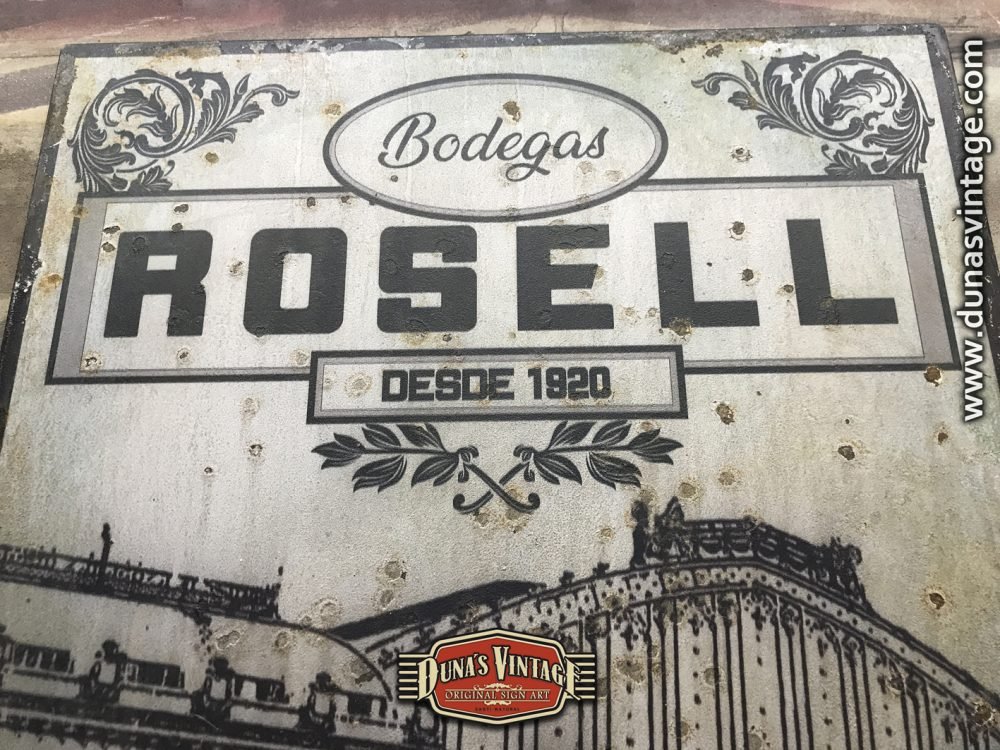 Bodegas
ROSELL
DESDE 1920
www.dunasvintage.com
DUNA'S VINTAGE
ORIGINAL SIGN ART